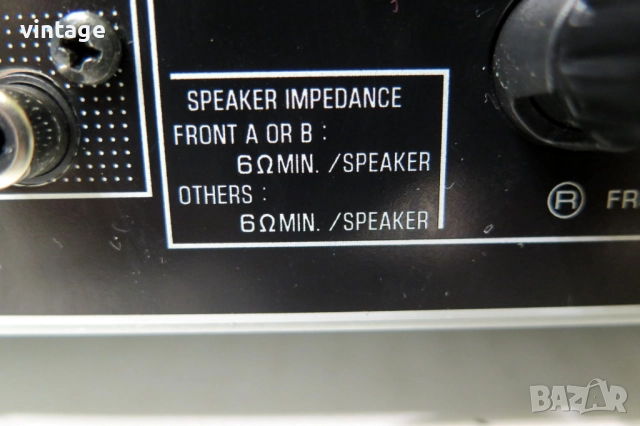 vintage
SPEAKER IMPEDANCE
FRONT A OR B :
6ΩMIN. /SPEAKER
OTHERS :
6ΩMIN. /SPEAKER
Ⓡ
BAZAR